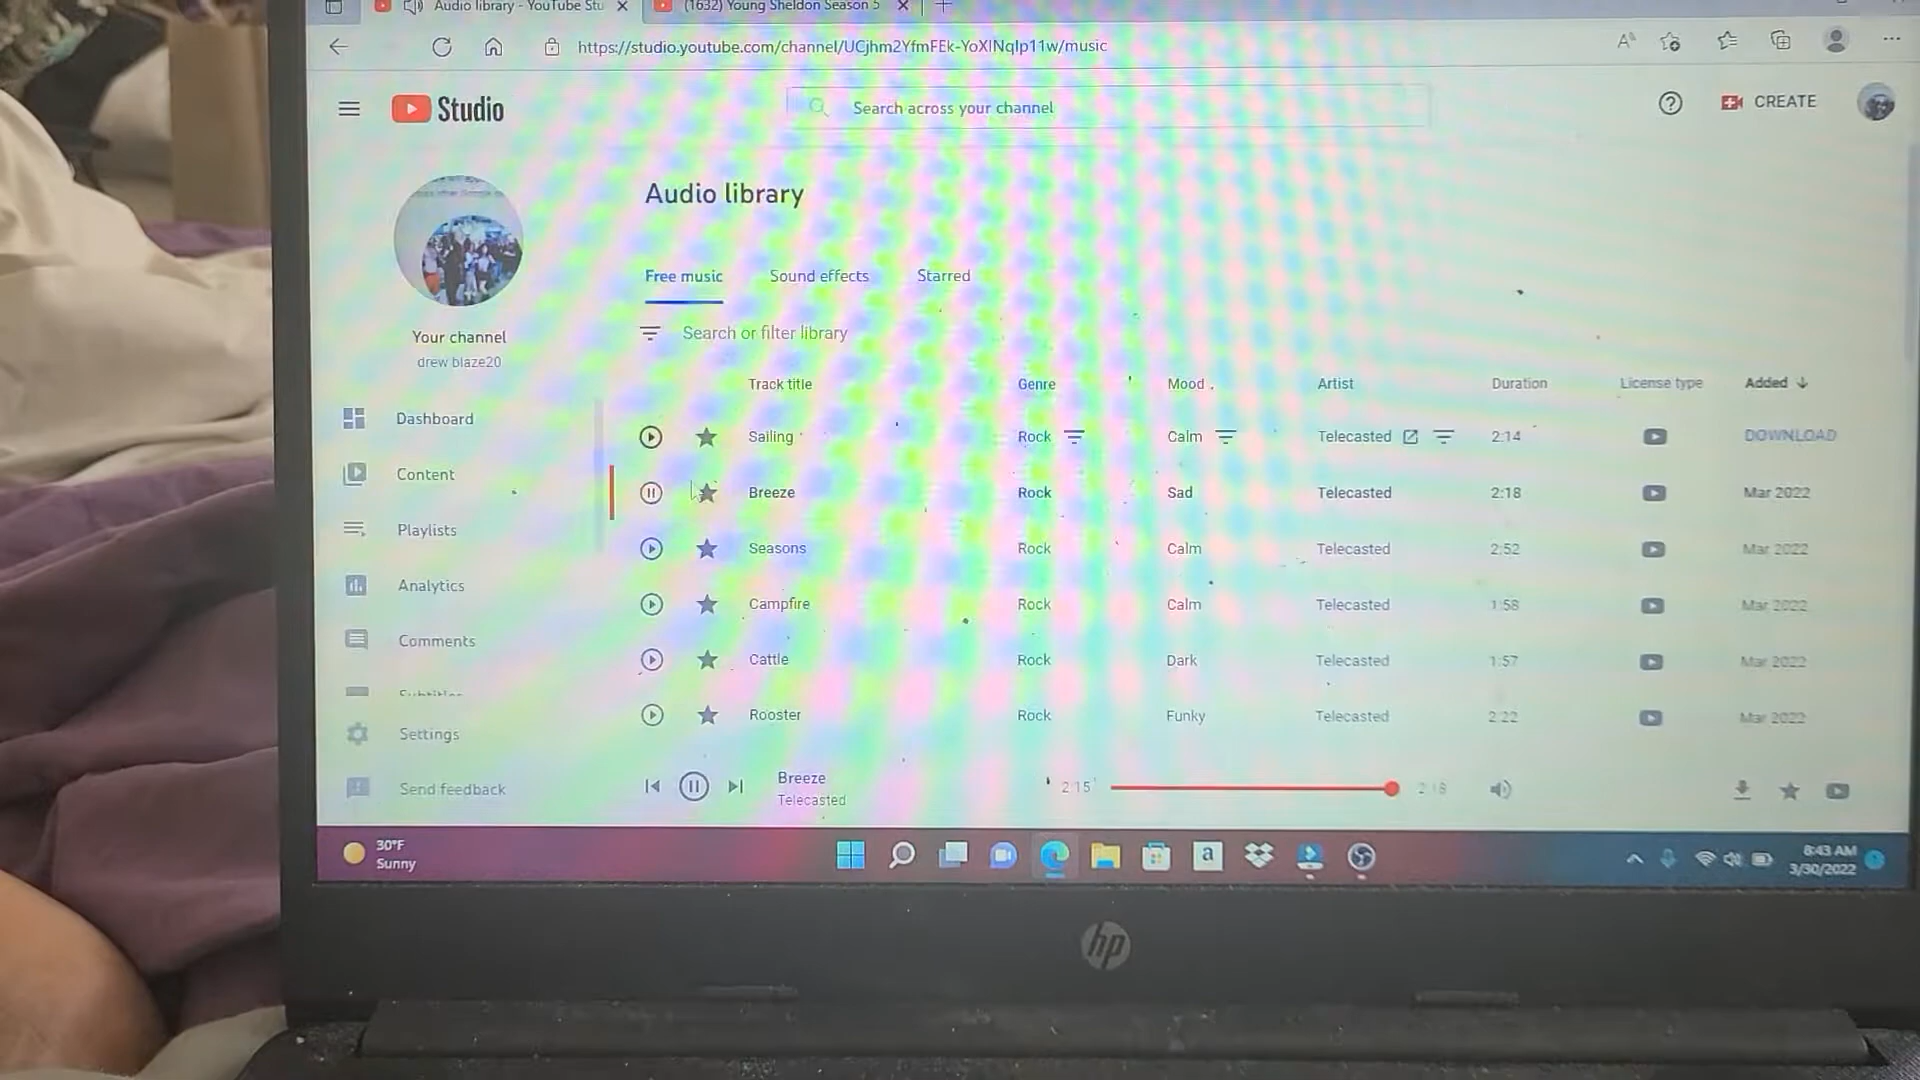 Audio library - YouTube Stu
(1632) Young Sheldon Season 5
https://studio.youtube.com/channel/UCjhm2YfmFEk-YoXlNqIp11w/music
Studio
Search across your channel
CREATE
Audio library
Free music Sound effects Starred
Search or filter library
Your channel
drew blaze20
Dashboard
Content
Playlists
Analytics
Comments
Settings
Send feedback
Track title Genre Mood Artist Duration License type Added
Sailing Rock Calm Telecasted 2:14 DOWNLOAD
Breeze Rock Sad Telecasted 2:18 Mar 2022
Seasons Rock Calm Telecasted 2:52 Mar 2022
Campfire Rock Calm Telecasted 1:58 Mar 2022
Cattle Rock Dark Telecasted 1:57 Mar 2022
Rooster Rock Funky Telecasted 2:22 Mar 2022
Breeze
Telecasted
2:15 2:18
30°F
Sunny
a
8:43 AM
3/30/2022
hp